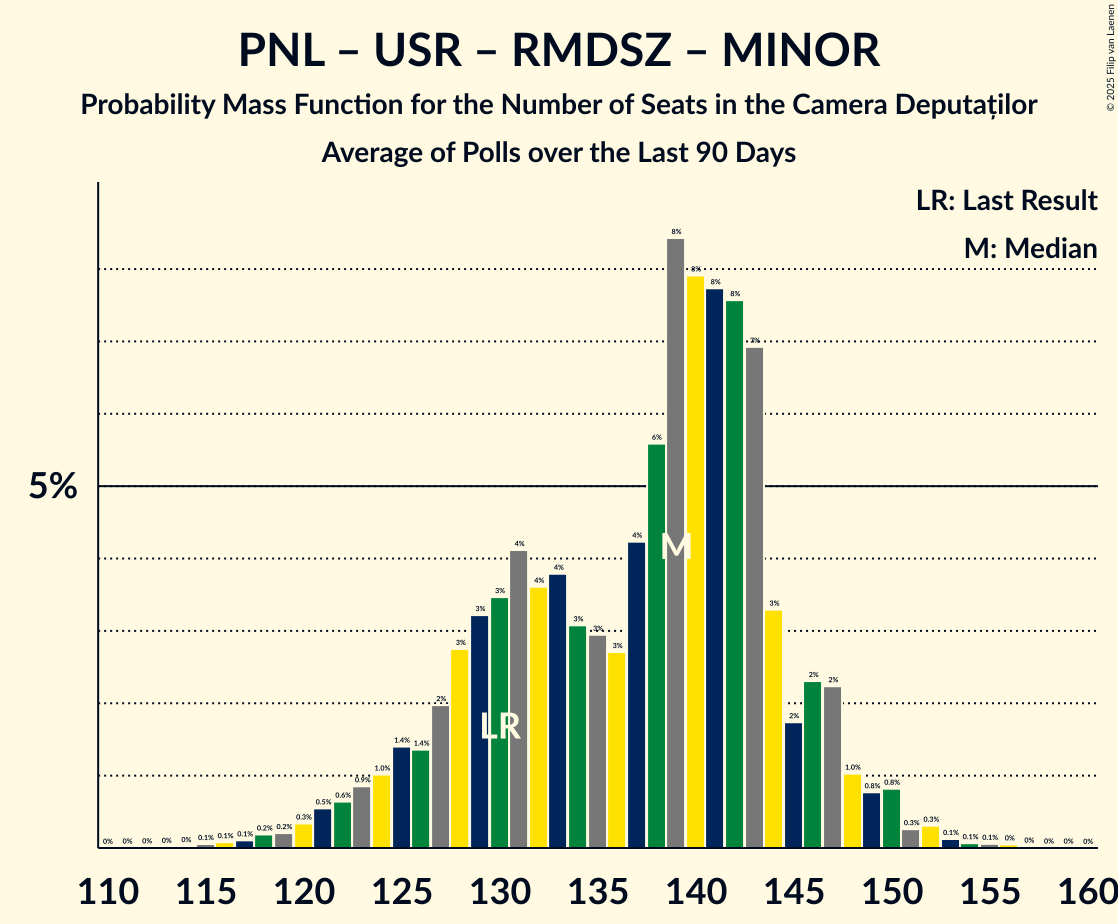 © 2025 Filip van Laenen
PNL – USR – RMDSZ – MINOR
Probability Mass Function for the Number of Seats in the Camera Deputaților
Average of Polls over the Last 90 Days
LR: Last Result
M: Median
5%
0% 0% 0% 0% 0% 0.1% 0.1% 0.1% 0.2% 0.2% 0.3% 0.5% 0.6% 0.9% 1.0% 1.4% 1.4% 2% 3% 3% 3% 4% 4% 4% 3% 3% 3% 4% 6% 8% 8% 8% 8% 7% 3% 2% 2% 2% 1.0% 0.8% 0.8% 0.3% 0.3% 0.1% 0.1% 0.1% 0% 0% 0% 0% 0%
M
LR
110 115 120 125 130 135 140 145 150 155 160